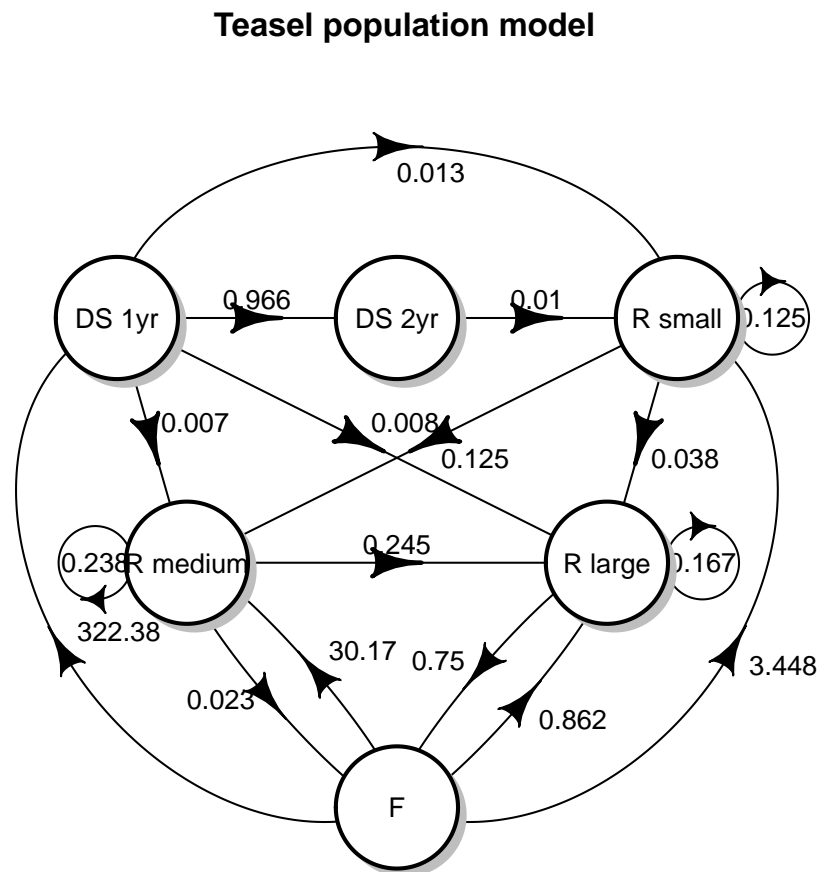 Teasel population model
0.013
0.966
0.01
DS 1yr
DS 2yr
R small
0.125
0.007
0.008
0.125
0.038
0.245
0.238
R medium
R large
0.167
322.38
30.17
0.75
3.448
0.023
0.862
F